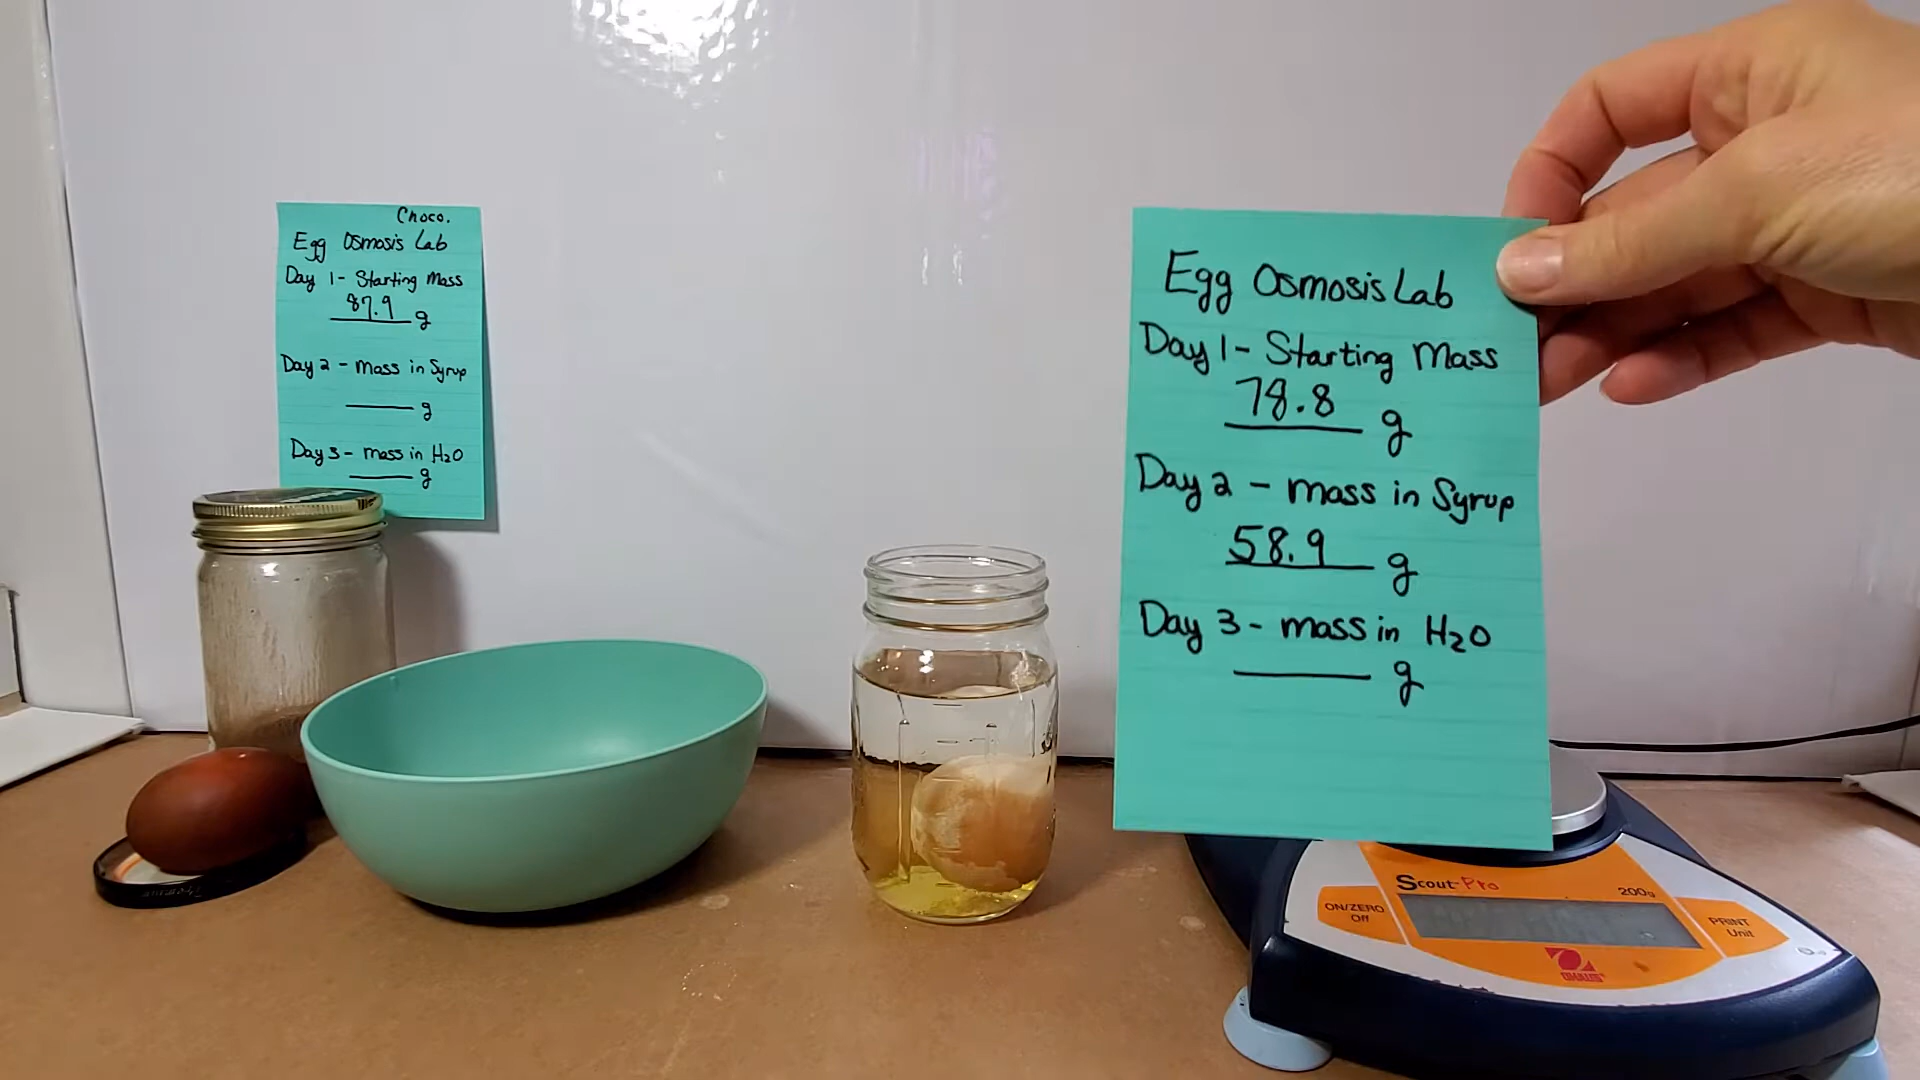 Choco.
Egg Osmosis Lab
Day 1- Starting Mass
87.9 g
Day 2 - mass in Syrup
g
Day 3 - mass in H2O
g
Egg Osmosis Lab
Day 1- Starting Mass
78.8 g
Day 2 - mass in Syrup
58.9 g
Day 3 - mass in H2O
g
Scout Pro
200g
ON/ZERO
Off
PRINT
Unit
OHAUS